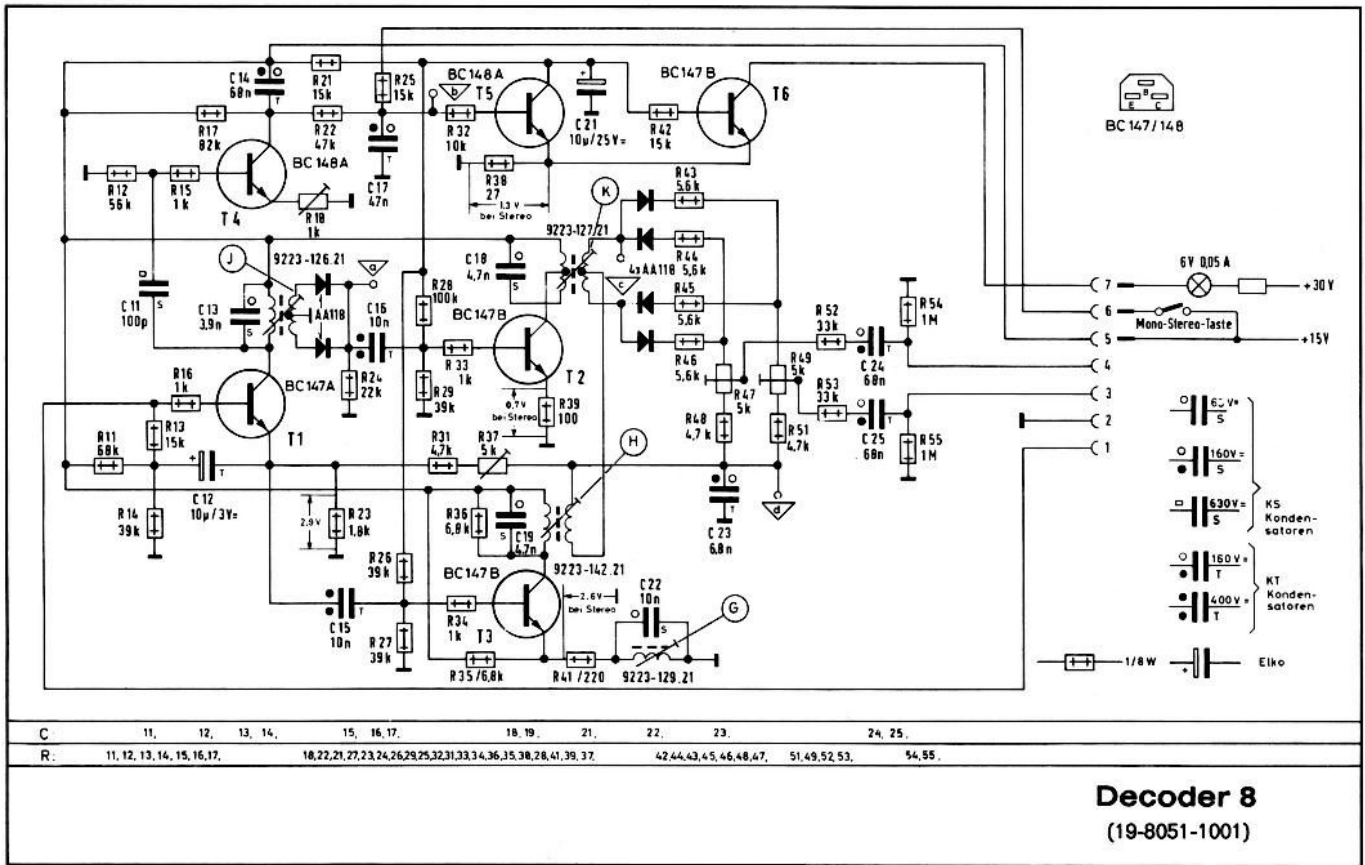 BC148A
BC147B
C14
68n
T
R21
15k
R25
15k
b
T5
R32
10k
C21
10µ/25V=
R42
15k
T6
B
E C
BC147/148
R17
82k
R22
47k
BC148A
C17
47n
T
R12
56k
R15
1k
T4
R18
1k
R38
27
1,3 V
bei Stereo
K
R43
5,6k
R44
5,6k
4xAA118
R45
5,6k
R46
5,6k
c
9223-127.21
C18
4,7n
S
J
9223-126.21
a
C11
100p
S
C13
3,9n
S
AA118
C16
10n
T
R28
100k
BC147B
R33
1k
T2
R24
22k
R29
39k
0,7V
bei Stereo
R39
100
R16
1k
BC147A
T1
R13
15k
R11
68k
C12
10µ/3V=
T
R14
39k
2,9V
R23
1,8k
R31
4,7k
R37
5k
H
R47
5k
R49
5k
R48
4,7k
R51
4,7k
R52
33k
R53
33k
C24
68n
T
C25
68n
T
R54
1M
R55
1M
d
C23
6,8n
T
R36
6,8k
C19
4,7n
S
9223-142.21
R26
39k
BC147B
C15
10n
T
R27
39k
R34
1k
T3
2,6V
bei Stereo
C22
10n
S
G
R35/6,8k
R41/220
9223-129.21
7
6V 0,05 A
+30V
6
Mono-Stereo-Taste
5
+15V
4
3
2
1
S
160V=
S
630V=
S
KS
Konden-
satoren
160V=
T
400V=
T
KT
Konden-
satoren
1/8W
Elko
C: 11, 12, 13, 14, 15, 16,17, 18,19, 21, 22, 23. 24, 25.
R: 11, 12, 13, 14, 15, 16,17, 18,22,21,27,23,24,26,29,25,32,31,33,34,36,35,38,28,41,39,37. 42,44,43,45,46,48,47, 51,49,52,53, 54,55.
Decoder 8
(19-8051-1001)